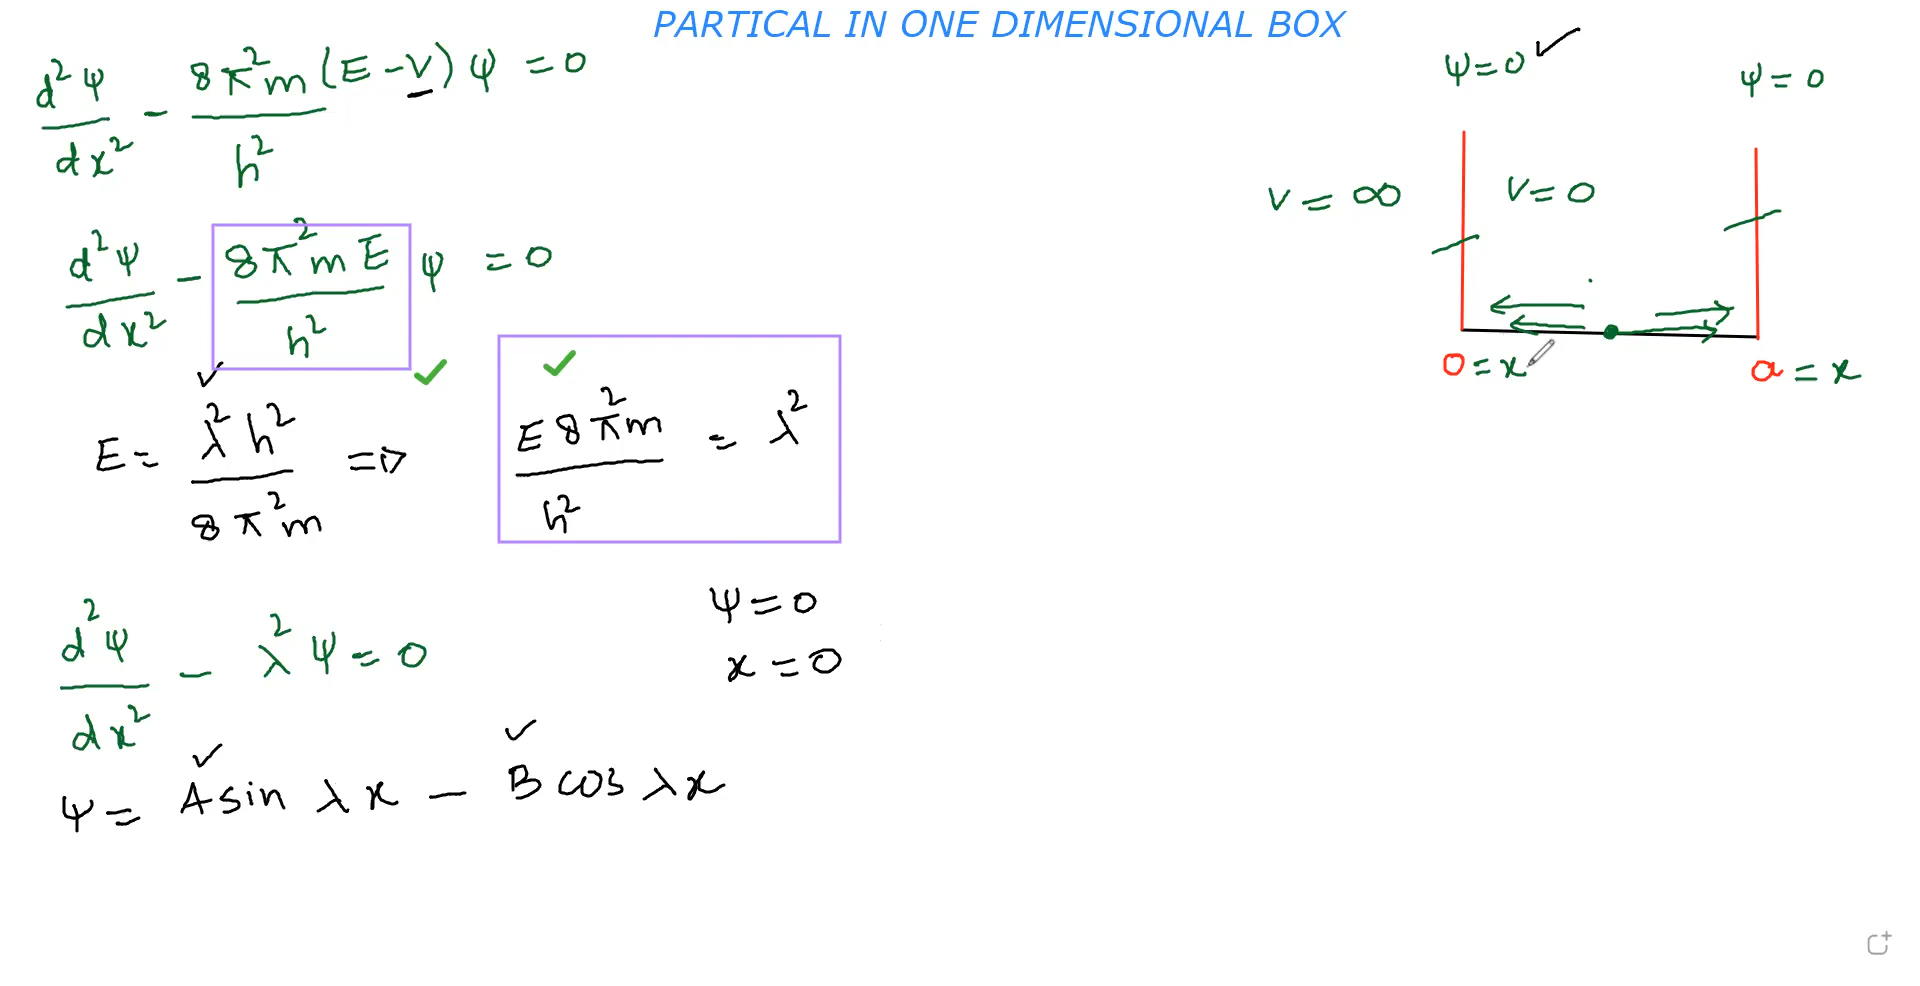 PARTICAL IN ONE DIMENSIONAL BOX
d²ψ/dx² - 8π²m(E-V)ψ/h² = 0
d²ψ/dx² - 8π²mE/h² ψ = 0
E = λ²h²/8π²m ⇒ E8π²m/h² = λ²
d²ψ/dx² - λ²ψ = 0
ψ = 0
x = 0
ψ = A sin λx - B cos λx
ψ = 0
ψ = 0
V = ∞
V = 0
0 = x
a = x